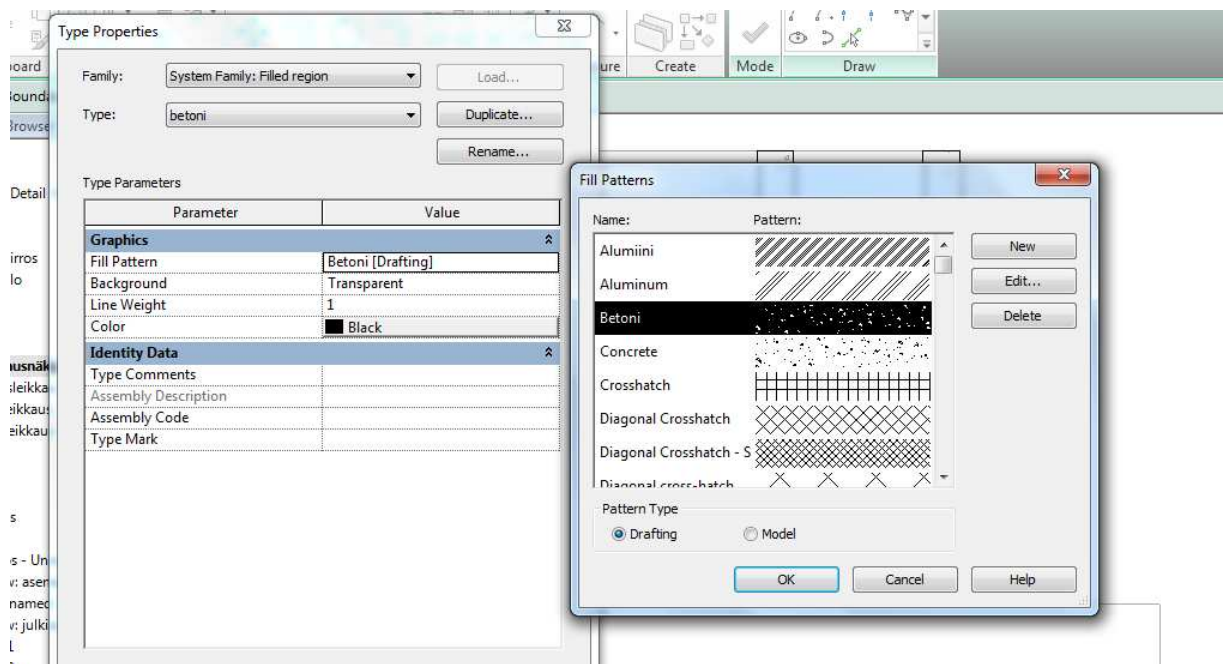 Type Properties
Family:
System Family: Filled region
Load...
Type:
betoni
Duplicate...
Rename...
Type Parameters
Parameter
Value
Graphics
Fill Pattern
Betoni [Drafting]
Background
Transparent
Line Weight
1
Color
Black
Identity Data
Type Comments
Assembly Description
Assembly Code
Type Mark
Create
Mode
Draw
Detail
Fill Patterns
Name:
Pattern:
Alumiini
Aluminum
Betoni
Concrete
Crosshatch
Diagonal Crosshatch
Diagonal Crosshatch - S
Diagonal cross-hatch
New
Edit...
Delete
Pattern Type
Drafting
Model
OK
Cancel
Help